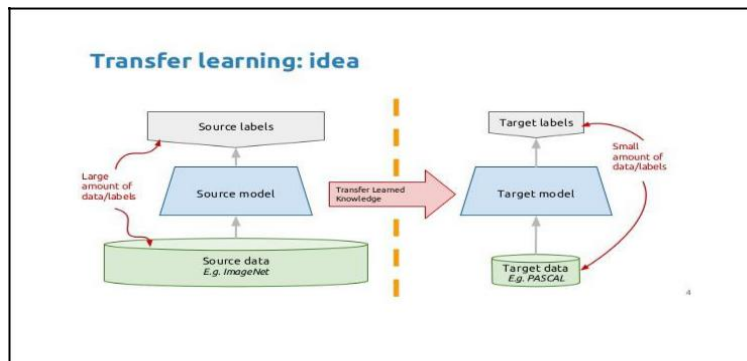 Transfer learning: idea
Source labels
Large
amount of
data/labels
Source model
Source data
E.g. ImageNet
Transfer Learned
Knowledge
Target labels
Small
amount of
data/labels
Target model
Target data
E.g. PASCAL
4